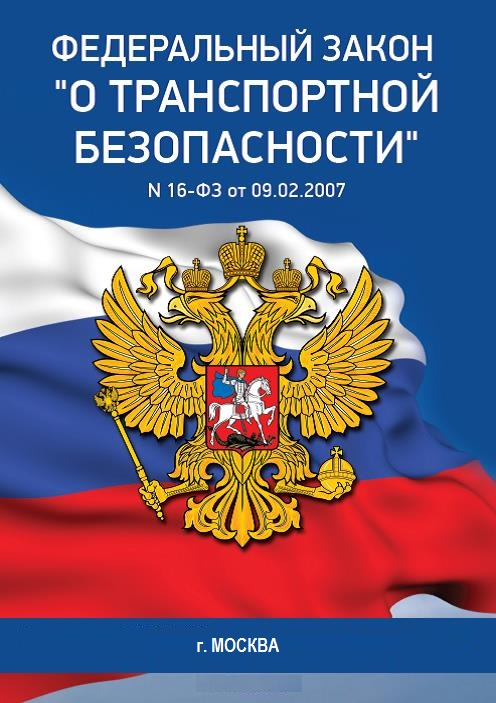 ФЕДЕРАЛЬНЫЙ ЗАКОН
"О ТРАНСПОРТНОЙ
БЕЗОПАСНОСТИ"
N 16-ФЗ от 09.02.2007
г. МОСКВА